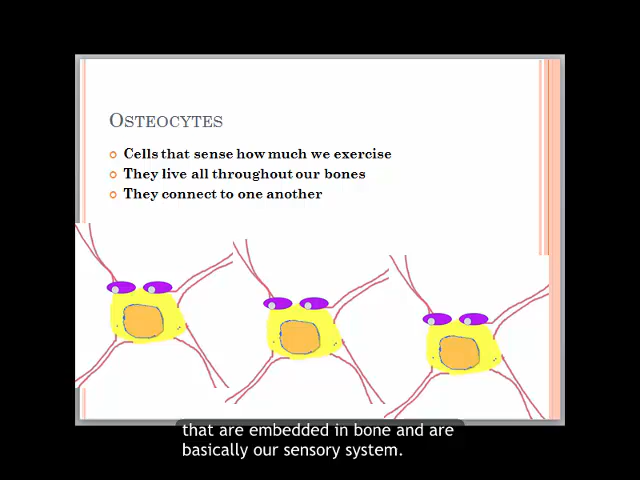 OSTEOCYTES
Cells that sense how much we exercise
They live all throughout our bones
They connect to one another
that are embedded in bone and are
basically our sensory system.